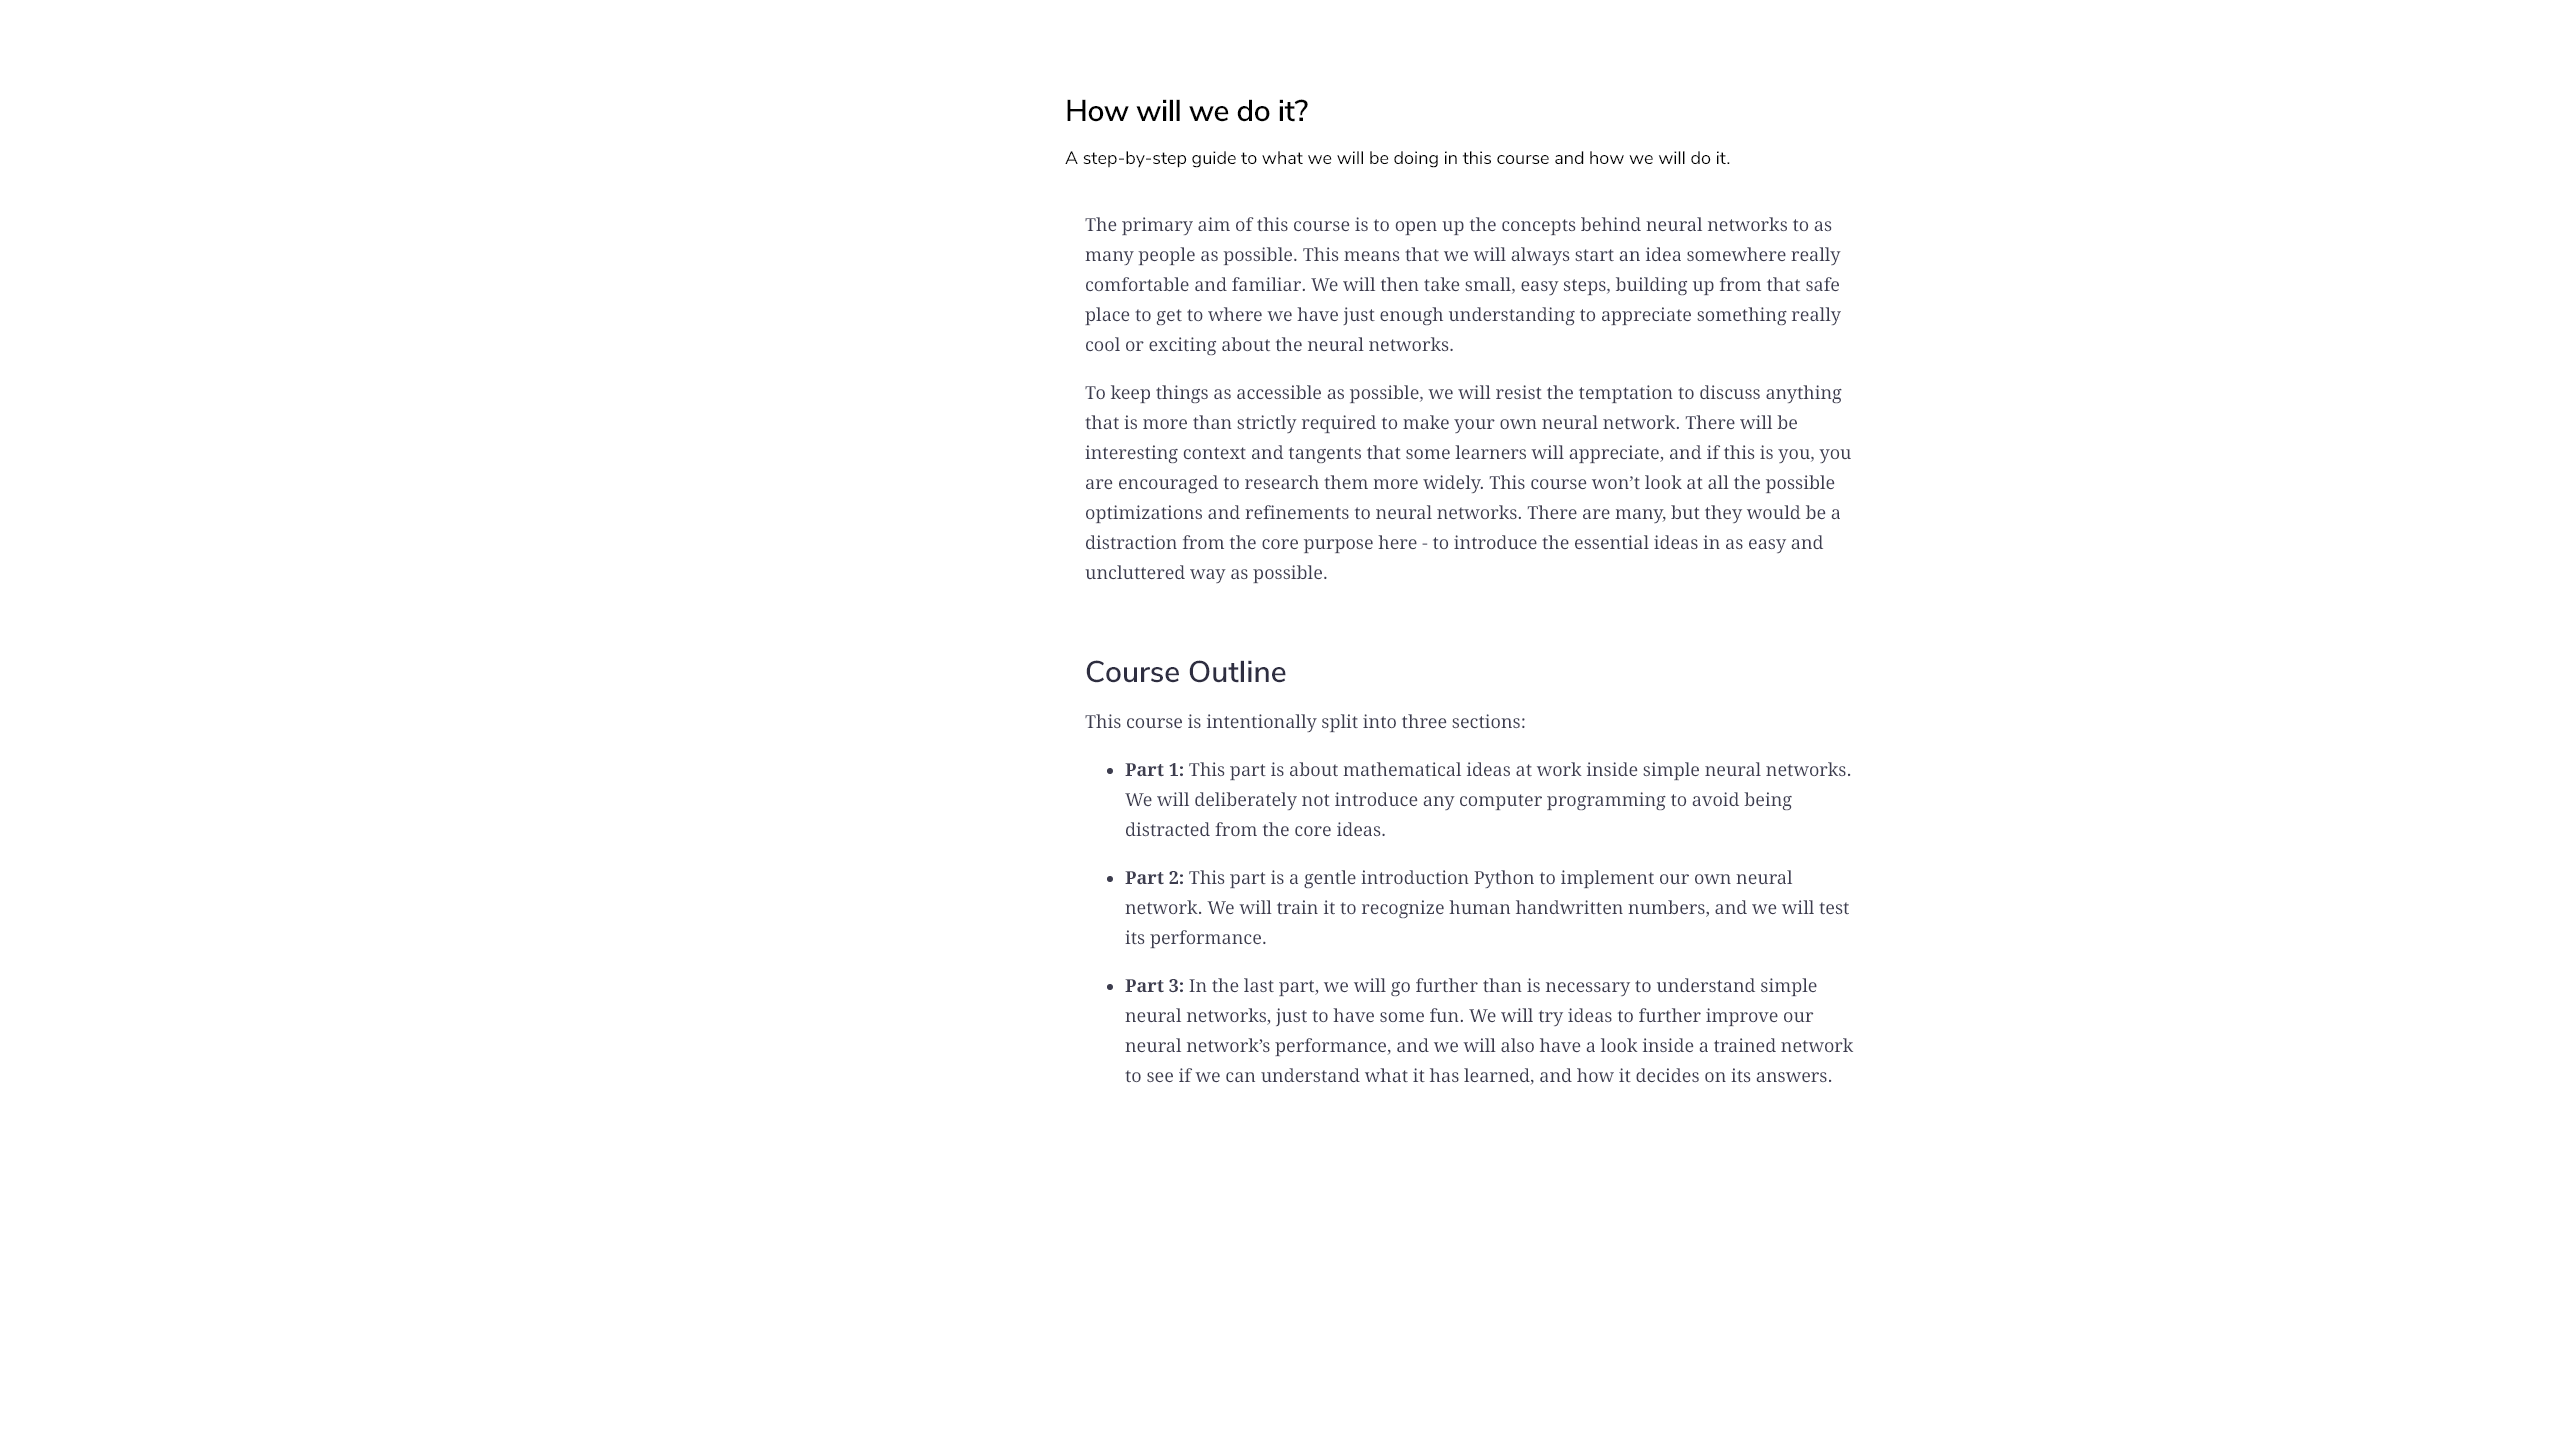 How will we do it?
A step-by-step guide to what we will be doing in this course and how we will do it.
The primary aim of this course is to open up the concepts behind neural networks to as
many people as possible. This means that we will always start an idea somewhere really
comfortable and familiar. We will then take small, easy steps, building up from that safe
place to get to where we have just enough understanding to appreciate something really
cool or exciting about the neural networks.
To keep things as accessible as possible, we will resist the temptation to discuss anything
that is more than strictly required to make your own neural network. There will be
interesting context and tangents that some learners will appreciate, and if this is you, you
are encouraged to research them more widely. This course won’t look at all the possible
optimizations and refinements to neural networks. There are many, but they would be a
distraction from the core purpose here - to introduce the essential ideas in as easy and
uncluttered way as possible.
Course Outline
This course is intentionally split into three sections:
• Part 1: This part is about mathematical ideas at work inside simple neural networks.
We will deliberately not introduce any computer programming to avoid being
distracted from the core ideas.
• Part 2: This part is a gentle introduction Python to implement our own neural
network. We will train it to recognize human handwritten numbers, and we will test
its performance.
• Part 3: In the last part, we will go further than is necessary to understand simple
neural networks, just to have some fun. We will try ideas to further improve our
neural network’s performance, and we will also have a look inside a trained network
to see if we can understand what it has learned, and how it decides on its answers.